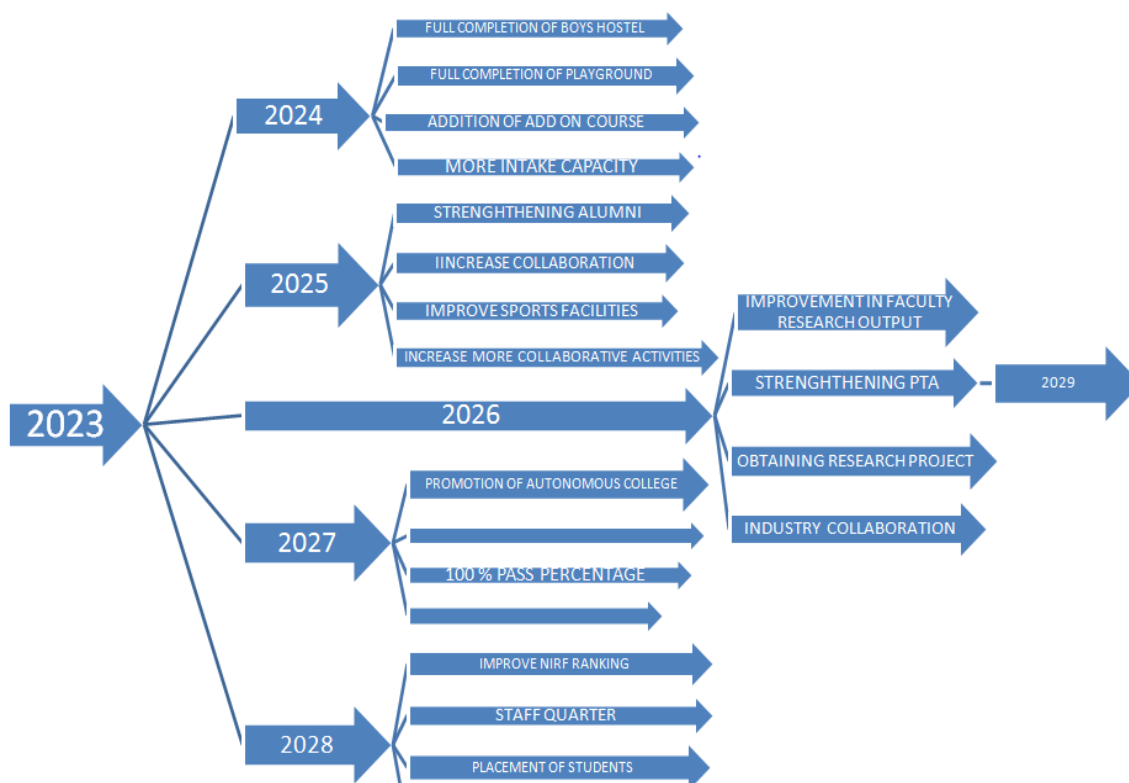 2023
2024
FULL COMPLETION OF BOYS HOSTEL
FULL COMPLETION OF PLAYGROUND
ADDITION OF ADD ON COURSE
MORE INTAKE CAPACITY
2025
STRENGHTHENING ALUMNI
IINCREASE COLLABORATION
IMPROVE SPORTS FACILITIES
INCREASE MORE COLLABORATIVE ACTIVITIES
2026
IMPROVEMENT IN FACULTY
RESEARCH OUTPUT
STRENGHTHENING PTA
2029
OBTAINING RESEARCH PROJECT
INDUSTRY COLLABORATION
2027
PROMOTION OF AUTONOMOUS COLLEGE
100 % PASS PERCENTAGE
2028
IMPROVE NIRF RANKING
STAFF QUARTER
PLACEMENT OF STUDENTS